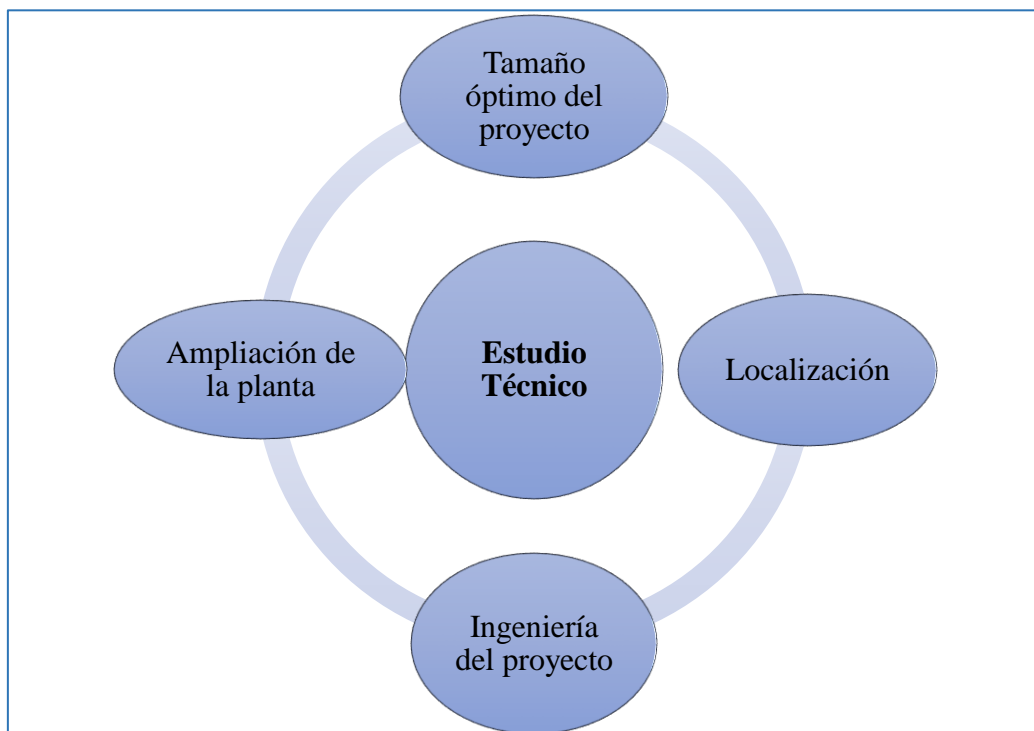 Tamaño
óptimo del
proyecto
Ampliación de
la planta
Estudio
Técnico
Localización
Ingeniería
del proyecto